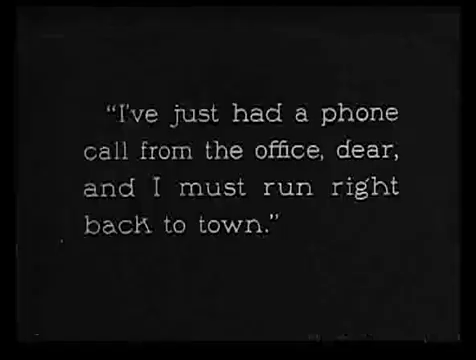 "I've just had a phone
call from the office, dear,
and I must run right
back to town."